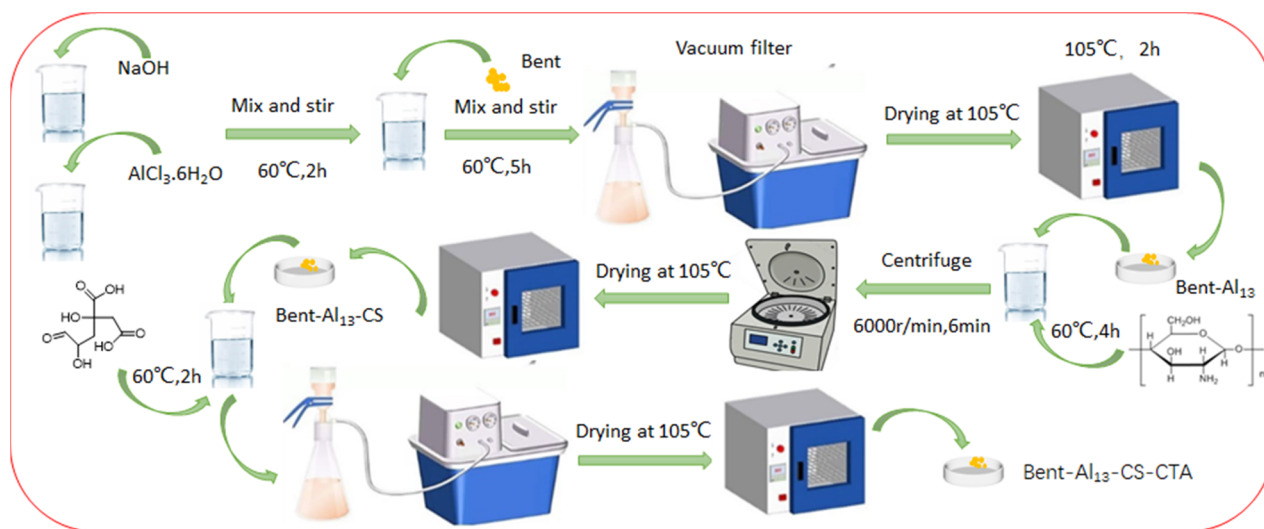 NaOH
AlCl₃.6H₂O
Mix and stir
60℃,2h
Bent
Mix and stir
60℃,5h
Vacuum filter
Drying at 105℃
105℃, 2h
Bent-Al₁₃
60℃,4h
CH₂OH
O
H
H
OH
H
H
H
NH₂
O
n
Centrifuge
6000r/min,6min
Drying at 105℃
Bent-Al₁₃-CS
O
OH
HO
O
OH
O
OH
60℃,2h
Drying at 105℃
Bent-Al₁₃-CS-CTA